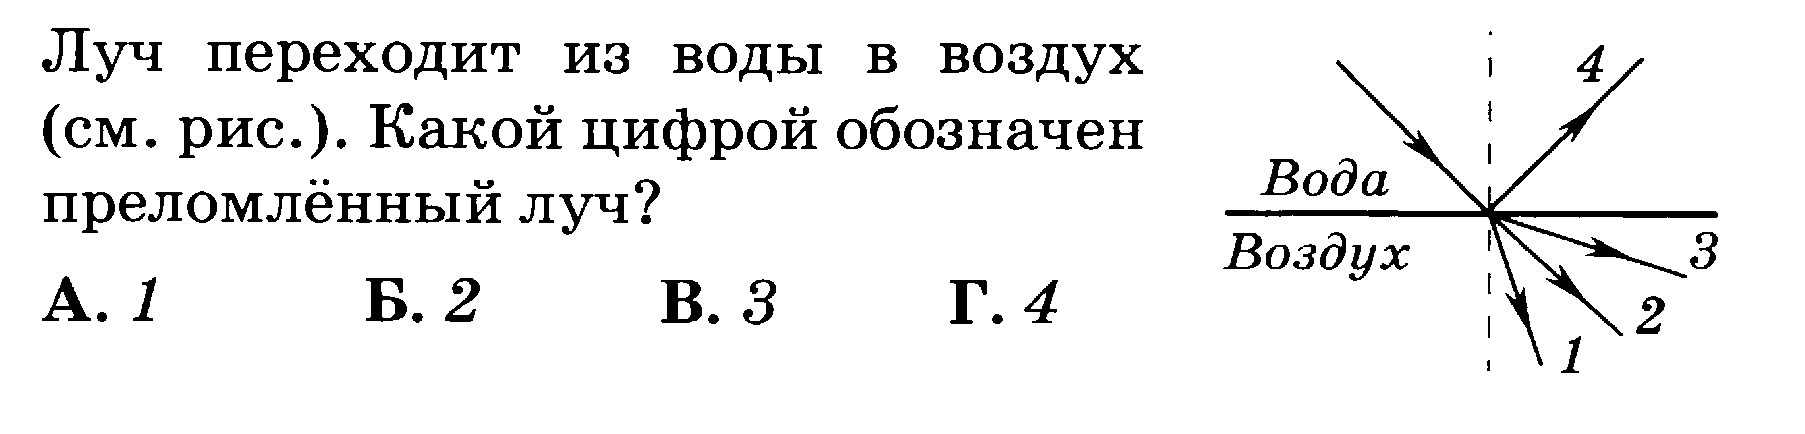 Луч переходит из воды в воздух
(см. рис.). Какой цифрой обозначен
преломлённый луч?
А. 1 Б. 2 В. 3 Г. 4
4
Вода
Воздух
3
2
1